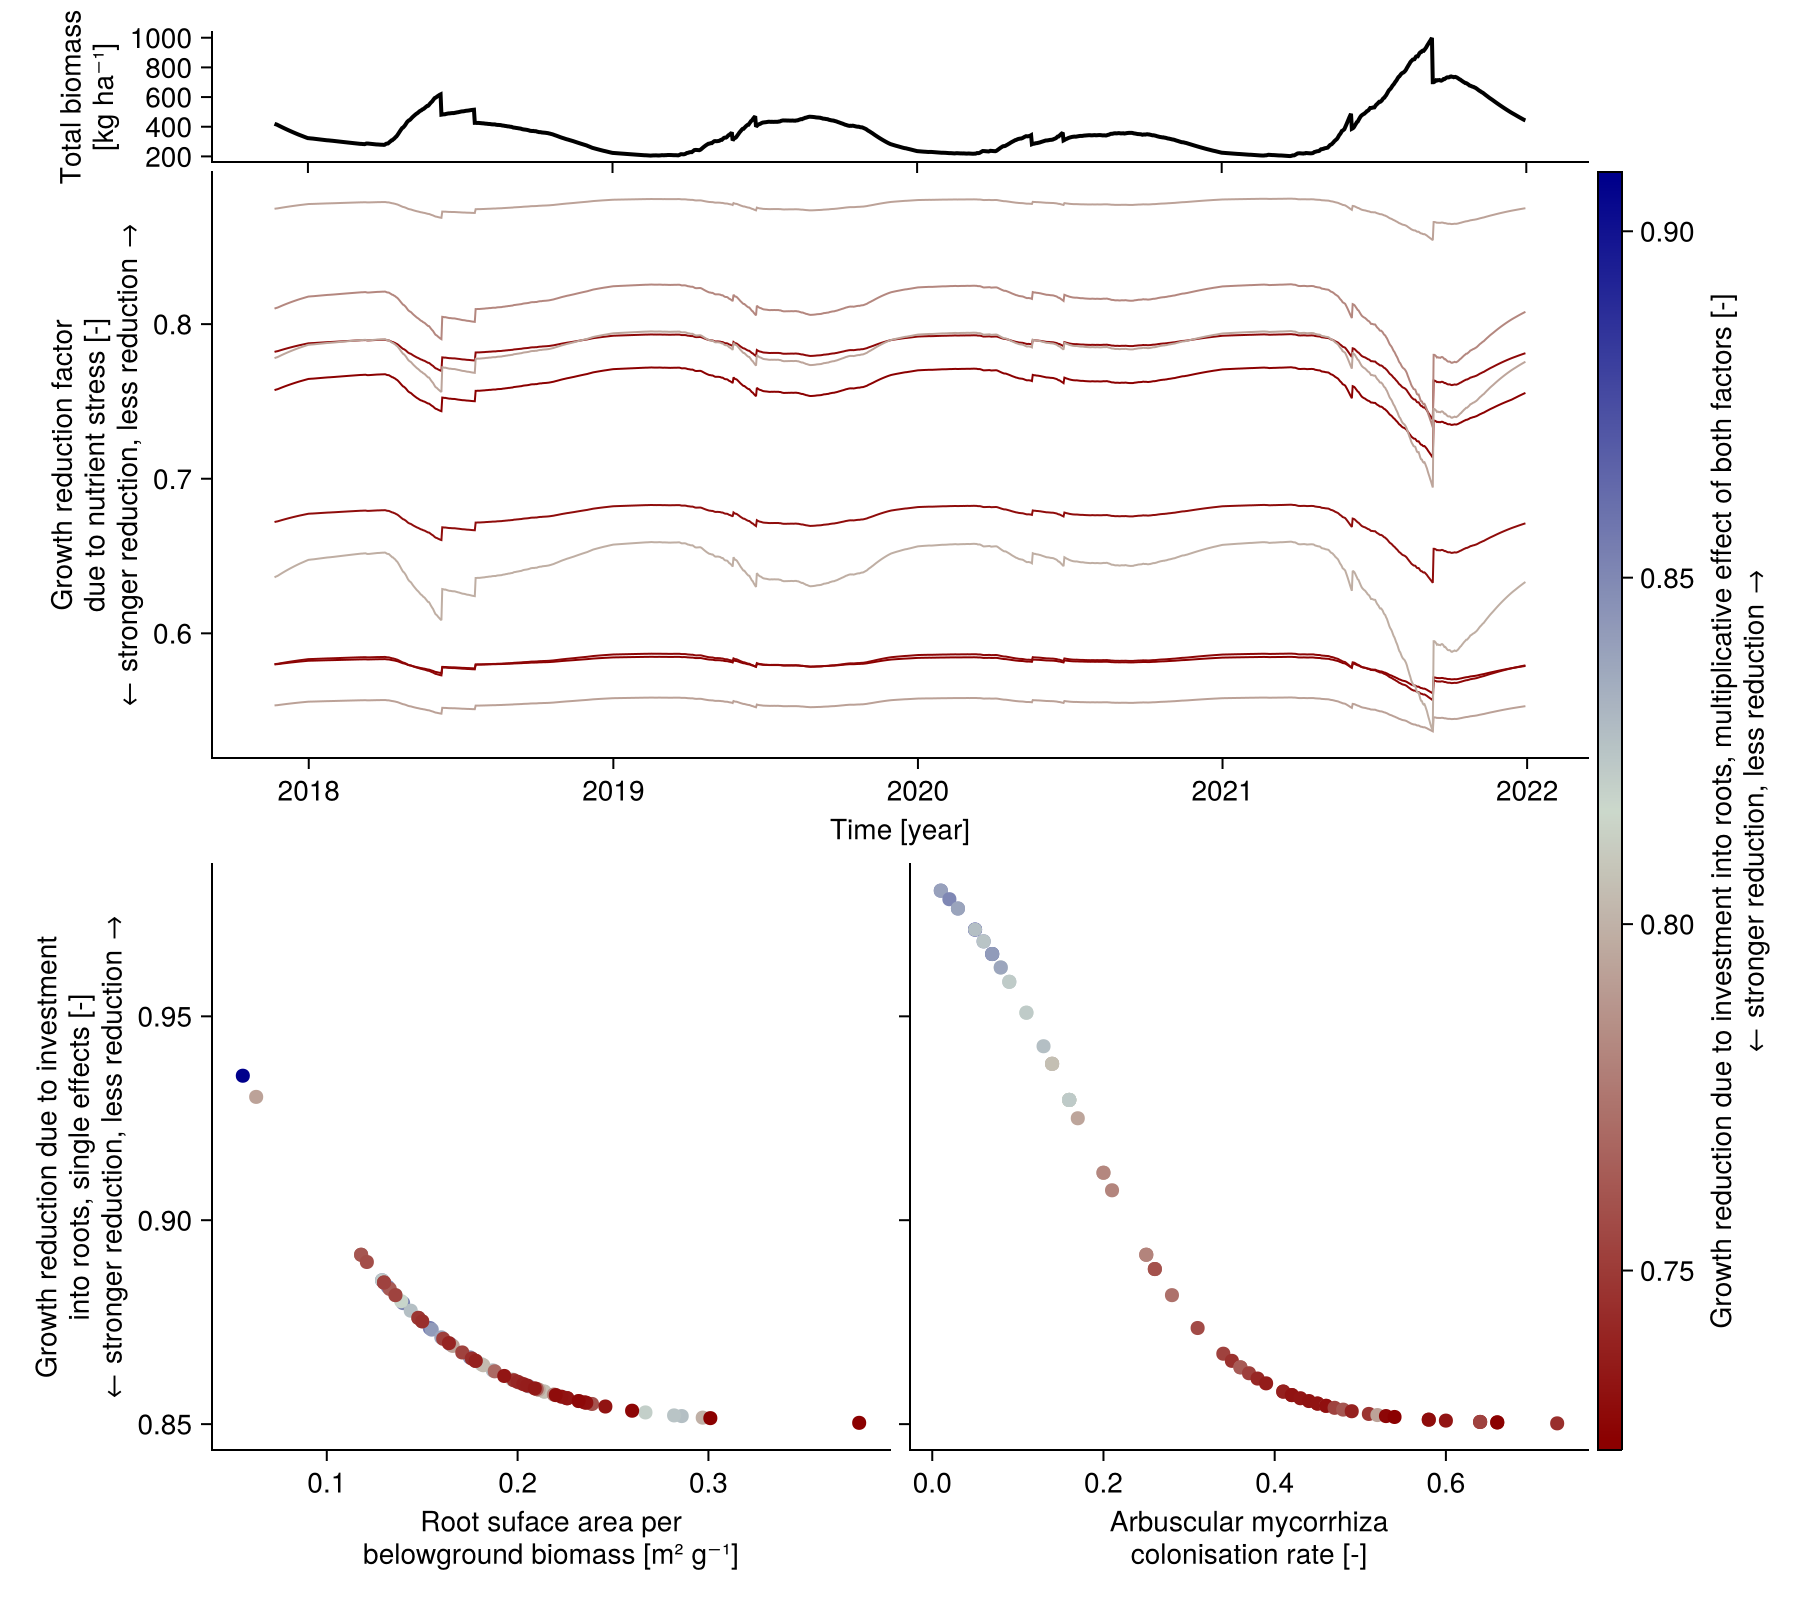 Total biomass
[kg ha⁻¹]
1000
800
600
400
200
Growth reduction factor
due to nutrient stress [-]
← stronger reduction, less reduction →
0.8
0.7
0.6
2018
2019
2020
2021
2022
Time [year]
Growth reduction due to investment
into roots, single effects [-]
← stronger reduction, less reduction →
0.95
0.90
0.85
0.1
0.2
0.3
Root suface area per
belowground biomass [m² g⁻¹]
0.0
0.2
0.4
0.6
Arbuscular mycorrhiza
colonisation rate [-]
0.90
0.85
0.80
0.75
Growth reduction due to investment into roots, multiplicative effect of both factors [-]
← stronger reduction, less reduction →